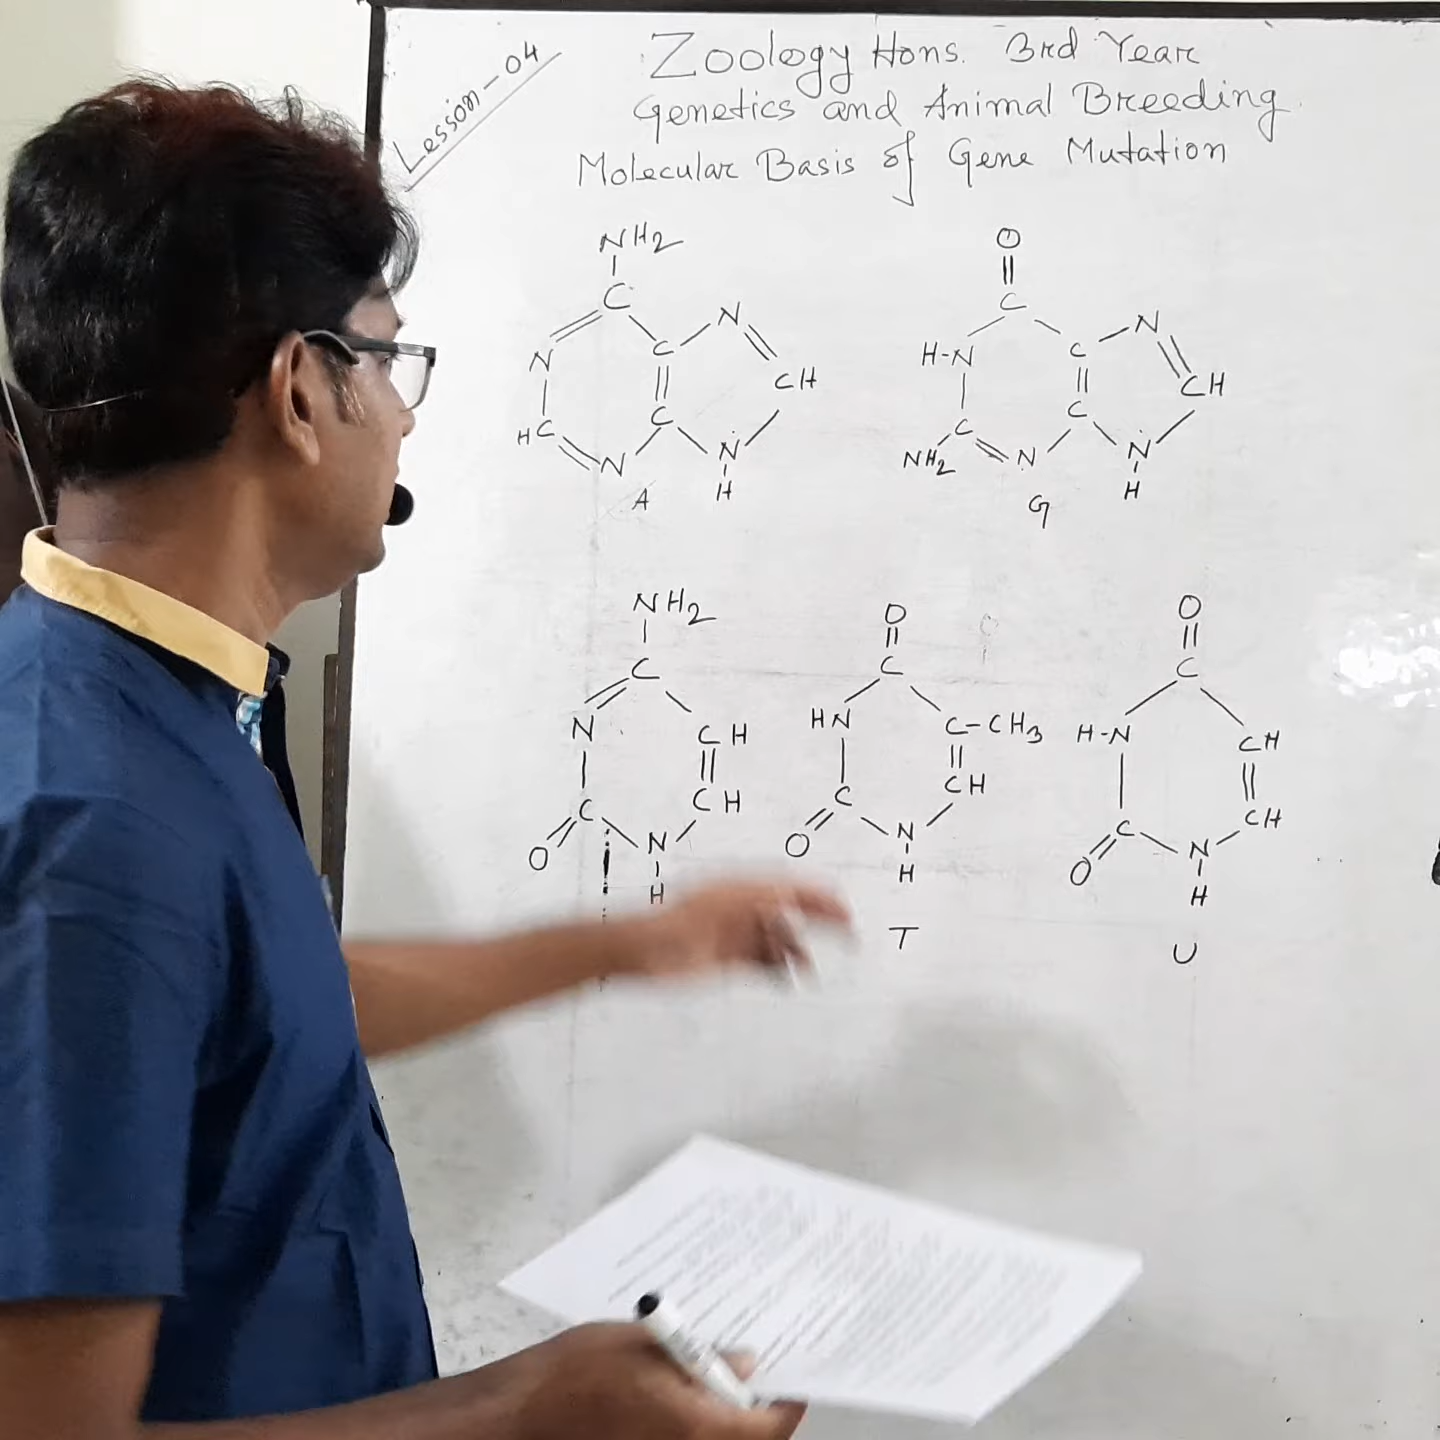 Lesson-04
Zoology Hons. 3rd Year
Genetics and Animal Breeding.
Molecular Basis of Gene Mutation
NH2
C
N
C
N
CH
HC
N
C
N
H
A
O
C
H-N
C
N
CH
C
NH2
N
C
N
H
G
NH2
C
N
CH
CH
C
O
N
H
O
C
HN
C-CH3
CH
C
O
N
H
T
O
C
H-N
CH
CH
C
O
N
H
U